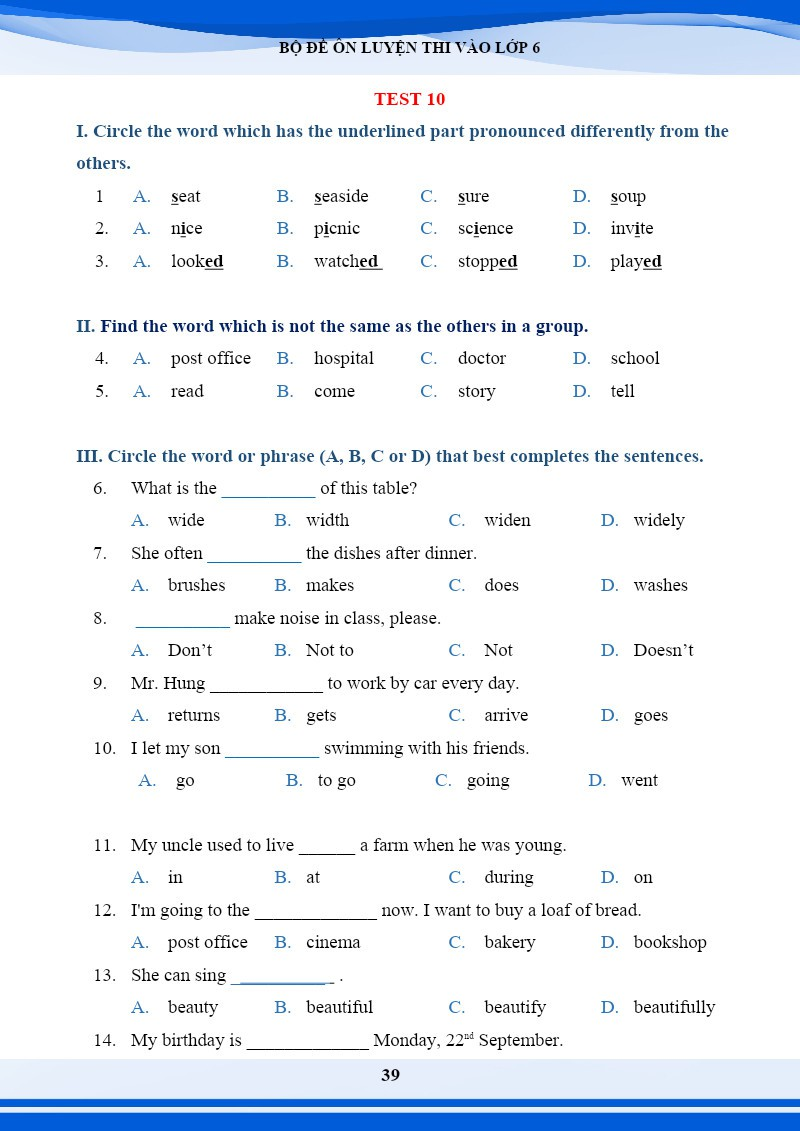 BỘ ĐỀ ÔN LUYỆN THI VÀO LỚP 6
TEST 10
I. Circle the word which has the underlined part pronounced differently from the
others.
1 A. seat B. seaside C. sure D. soup
2. A. nice B. picnic C. science D. invite
3. A. looked B. watched C. stopped D. played
II. Find the word which is not the same as the others in a group.
4. A. post office B. hospital C. doctor D. school
5. A. read B. come C. story D. tell
III. Circle the word or phrase (A, B, C or D) that best completes the sentences.
6. What is the __________ of this table?
A. wide B. width C. widen D. widely
7. She often __________ the dishes after dinner.
A. brushes B. makes C. does D. washes
8. __________ make noise in class, please.
A. Don’t B. Not to C. Not D. Doesn’t
9. Mr. Hung ____________ to work by car every day.
A. returns B. gets C. arrive D. goes
10. I let my son __________ swimming with his friends.
A. go B. to go C. going D. went
11. My uncle used to live ______ a farm when he was young.
A. in B. at C. during D. on
12. I'm going to the _____________ now. I want to buy a loaf of bread.
A. post office B. cinema C. bakery D. bookshop
13. She can sing ___________ .
A. beauty B. beautiful C. beautify D. beautifully
14. My birthday is _____________ Monday, 22nd September.
39